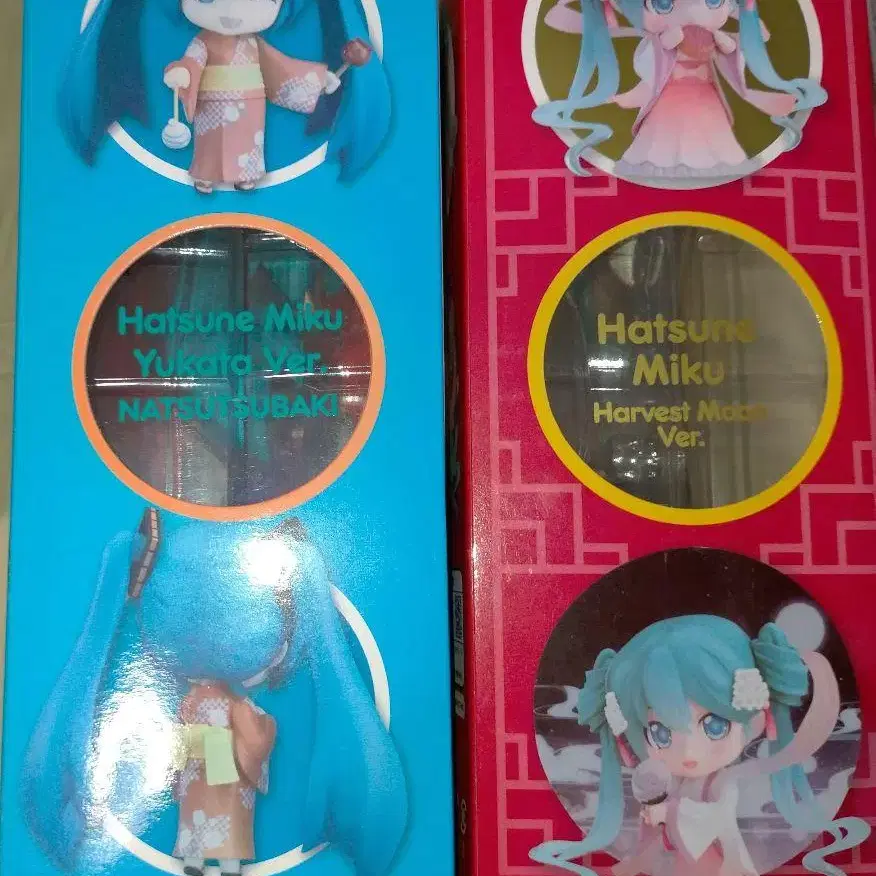 Hatsune Miku
Yukata Ver.
NATSUTSUBAKI
Hatsune
Miku
Harvest Moon
Ver.